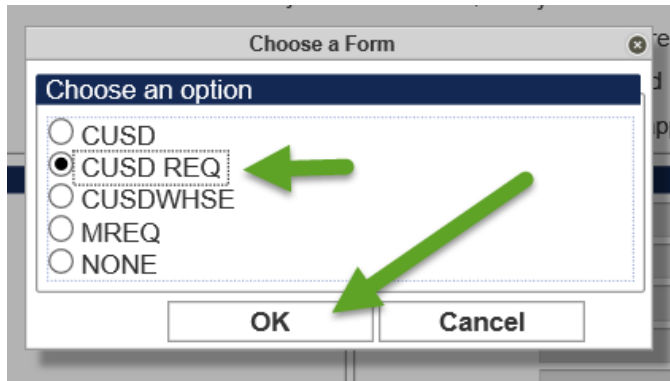 Choose a Form
Choose an option
CUSD
CUSD REQ
CUSDWHSE
MREQ
NONE
OK
Cancel